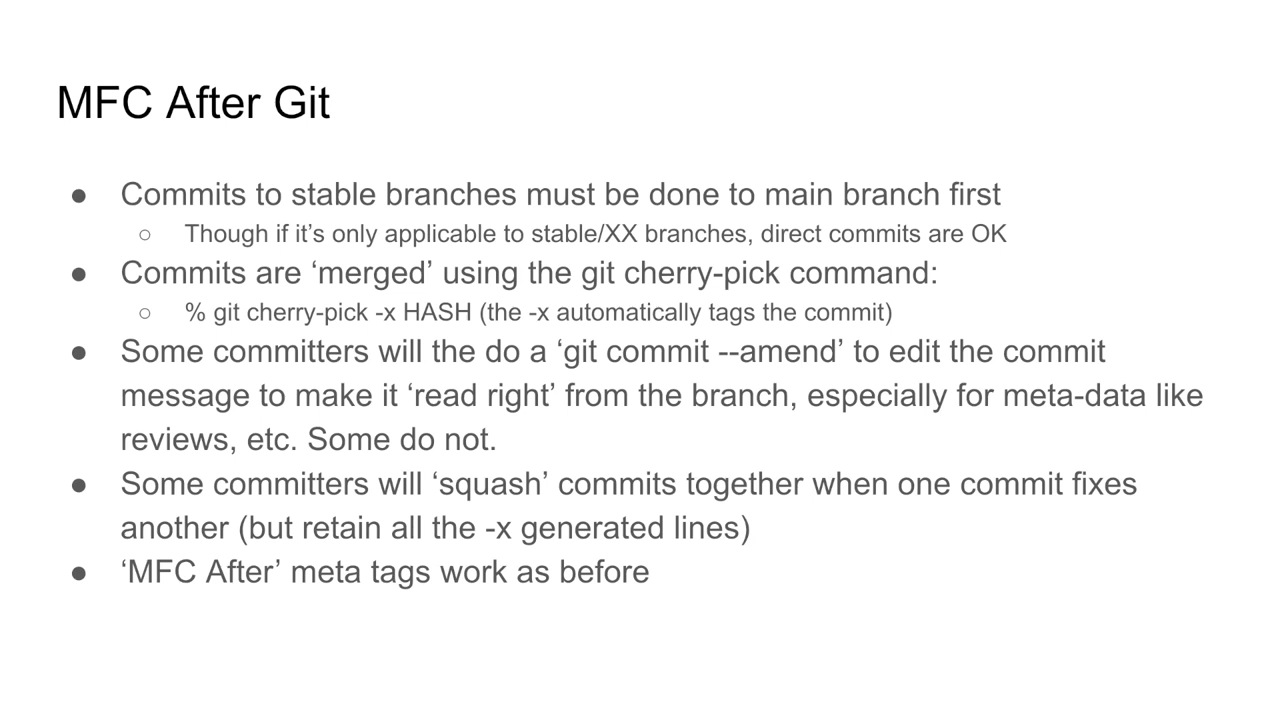 MFC After Git
● Commits to stable branches must be done to main branch first
○ Though if it’s only applicable to stable/XX branches, direct commits are OK
● Commits are ‘merged’ using the git cherry-pick command:
○ % git cherry-pick -x HASH (the -x automatically tags the commit)
● Some committers will the do a ‘git commit --amend’ to edit the commit
message to make it ‘read right’ from the branch, especially for meta-data like
reviews, etc. Some do not.
● Some committers will ‘squash’ commits together when one commit fixes
another (but retain all the -x generated lines)
● ‘MFC After’ meta tags work as before